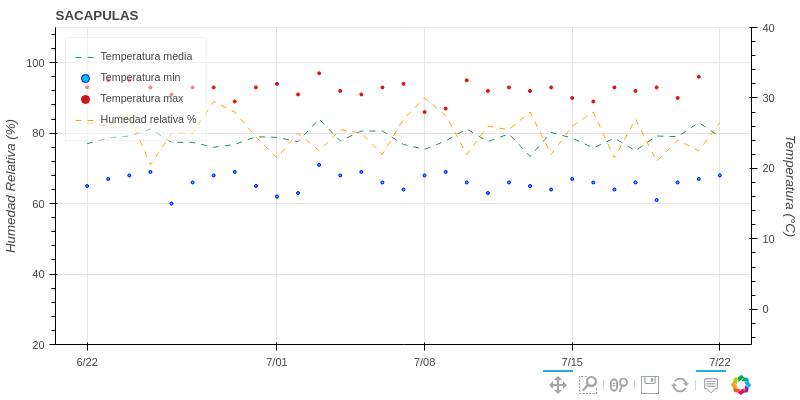 SACAPULAS
Temperatura media
Temperatura min
Temperatura max
Humedad relativa %
Humedad Relativa (%)
100
80
60
40
20
Temperatura (°C)
40
30
20
10
0
6/22
7/01
7/08
7/15
7/22